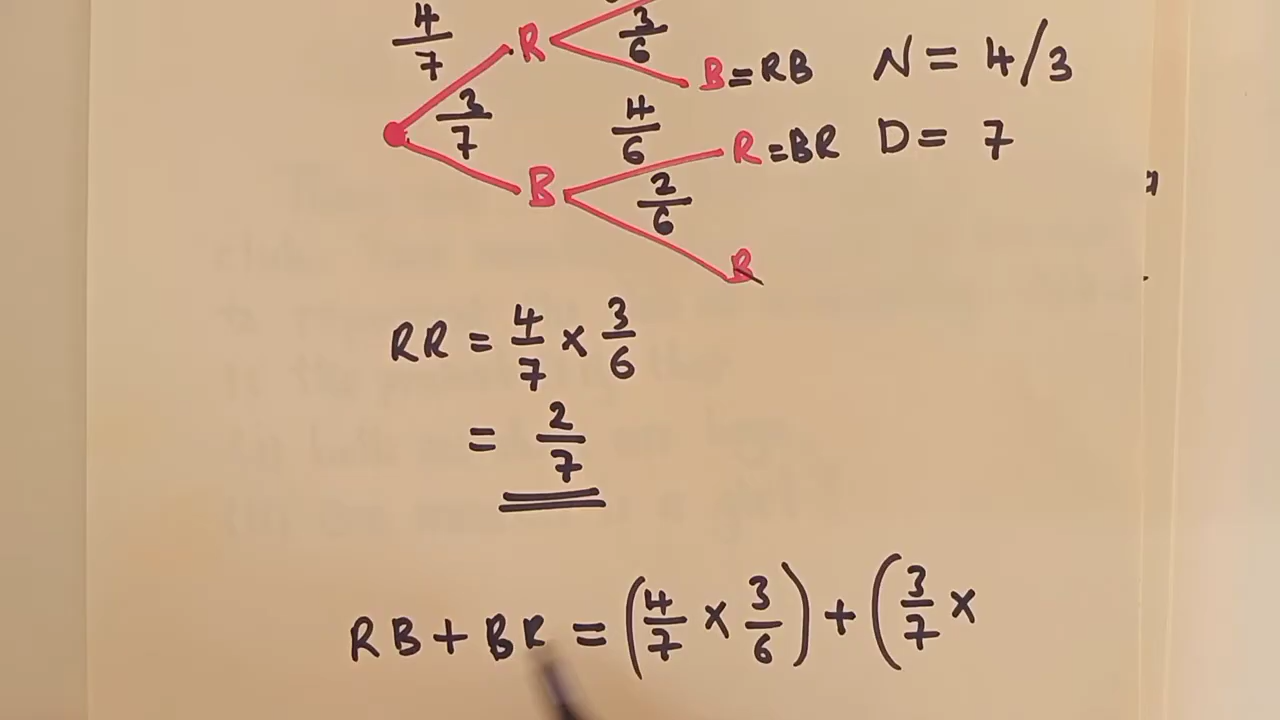 4/7 R 3/6 B = RB N = 4/3
3/7 B 4/6 R = BR D = 7
2/6 B
RR = 4/7 × 3/6
= 2/7
RB + BR = (4/7 × 3/6) + (3/7 ×